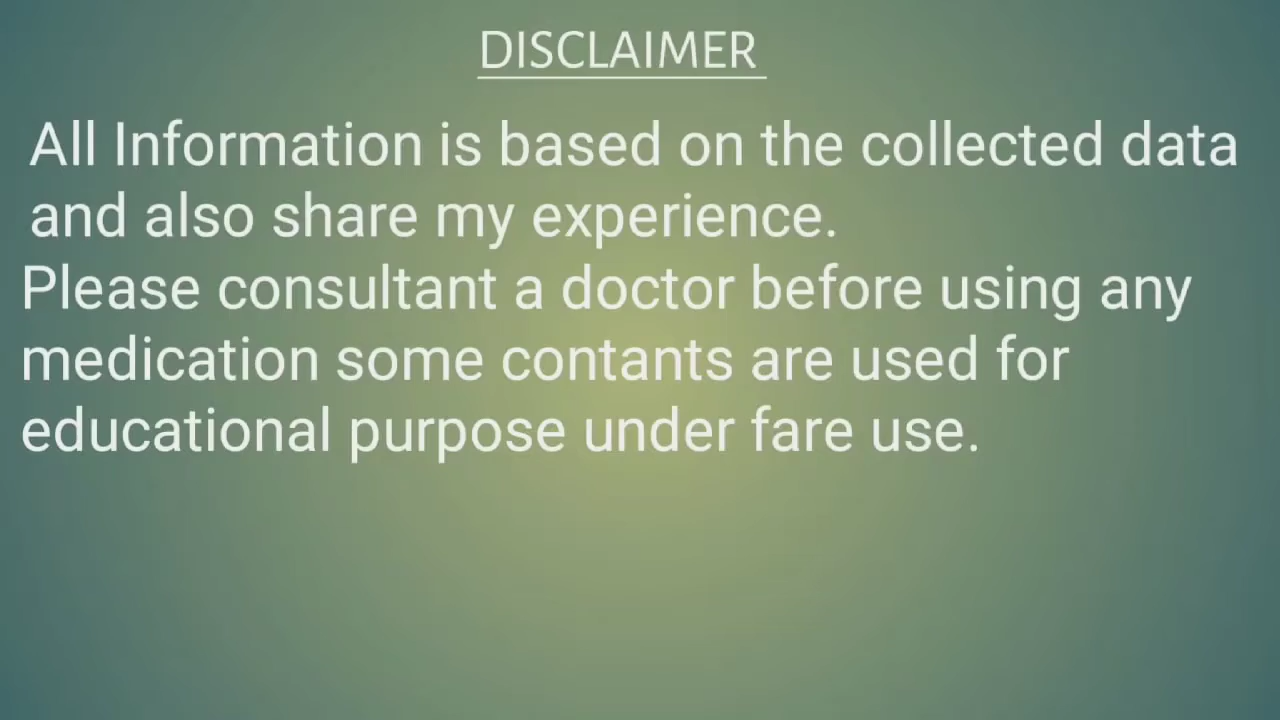 DISCLAIMER
All Information is based on the collected data
and also share my experience.
Please consultant a doctor before using any
medication some contants are used for
educational purpose under fare use.